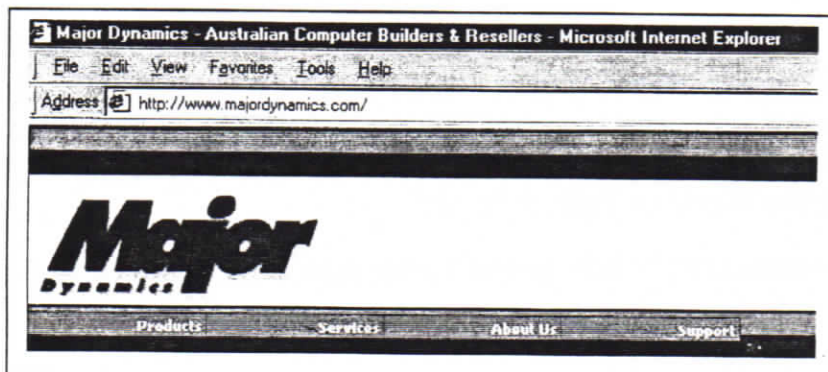 Major Dynamics - Australian Computer Builders & Resellers - Microsoft Internet Explorer
File Edit View Favorites Tools Help
Address http://www.majordynamics.com/
Major
Dynamics
Products Services About Us Support